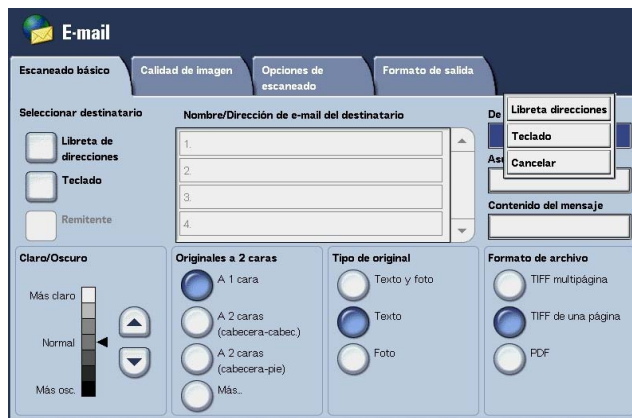 E-mail
Escaneado básico
Calidad de imagen
Opciones de
escaneado
Formato de salida
Seleccionar destinatario
Libreta de
direcciones
Teclado
Remitente
Nombre/Dirección de e-mail del destinatario
1.
2.
3.
4.
De
Libreta direcciones
Teclado
Cancelar
Contenido del mensaje
Claro/Oscuro
Más claro
Normal
Más osc.
Originales a 2 caras
A 1 cara
A 2 caras
(cabecera-cabec.)
A 2 caras
(cabecera-pie)
Más...
Tipo de original
Texto y foto
Texto
Foto
Formato de archivo
TIFF multipágina
TIFF de una página
PDF